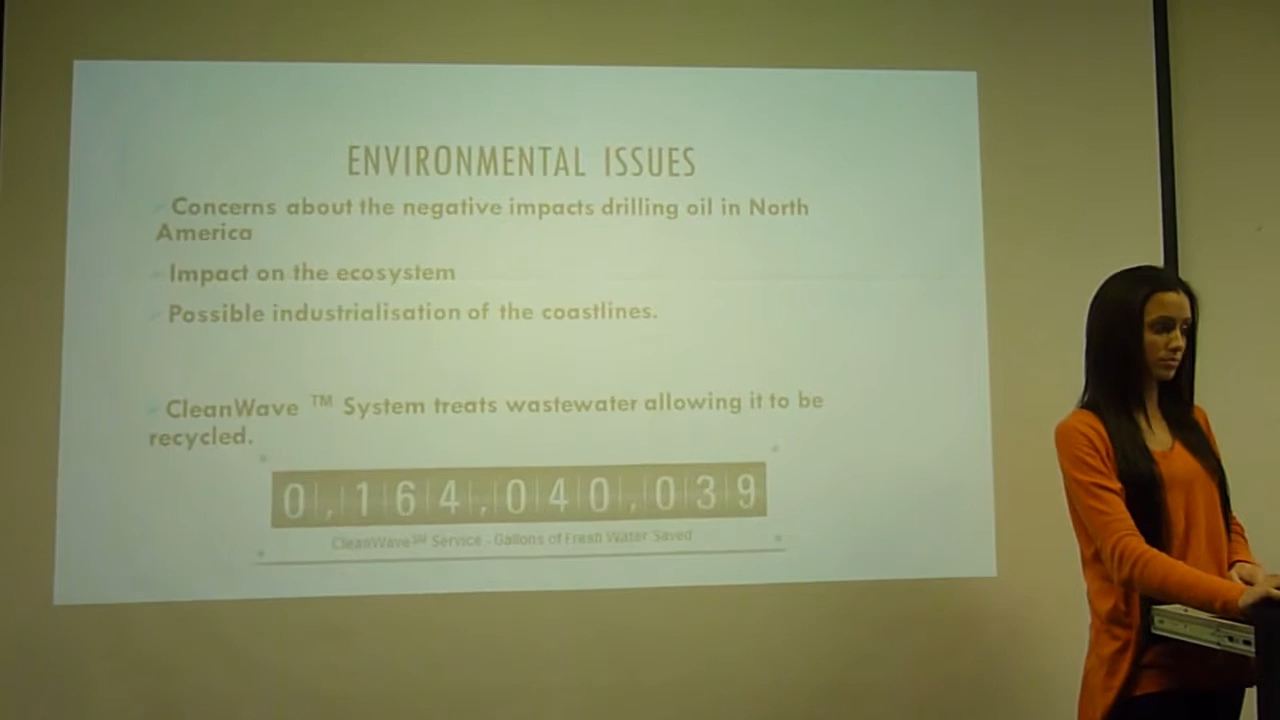 ENVIRONMENTAL ISSUES
Concerns about the negative impacts drilling oil in North
America
Impact on the ecosystem
Possible industrialisation of the coastlines.
CleanWave ™ System treats wastewater allowing it to be
recycled.
0,164,040,039
CleanWave℠ Service - Gallons of Fresh Water Saved